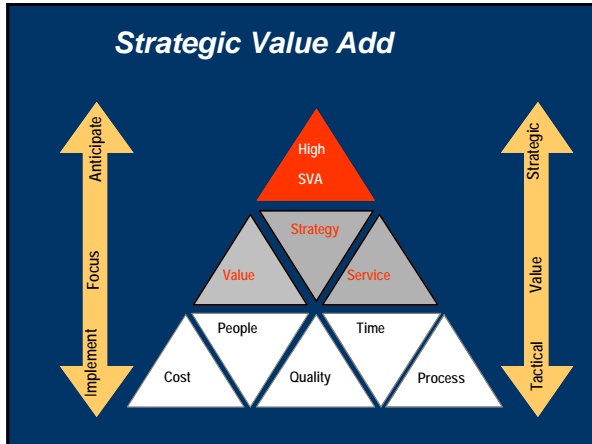 Strategic Value Add
Anticipate
Focus
Implement
High
SVA
Strategy
Value
Service
People
Time
Cost
Quality
Process
Strategic
Value
Tactical